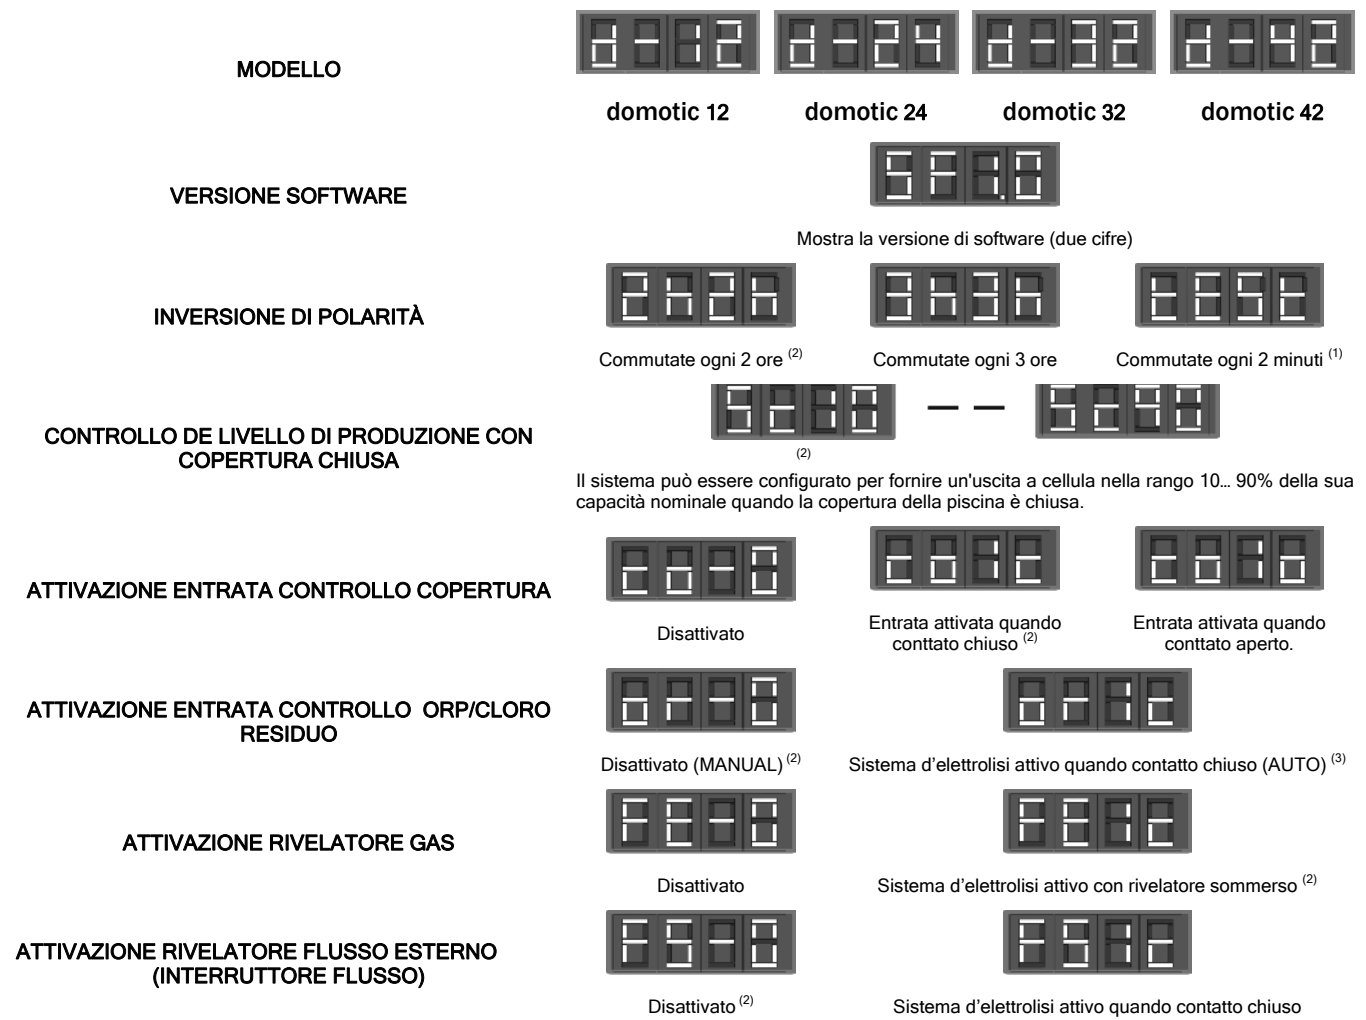 MODELLO
d-12 d-24 d-32 d-42
domotic 12 domotic 24 domotic 32 domotic 42
VERSIONE SOFTWARE
Mostra la versione di software (due cifre)
INVERSIONE DI POLARITÀ
Commutate ogni 2 ore (2) Commutate ogni 3 ore Commutate ogni 2 minuti (1)
CONTROLLO DE LIVELLO DI PRODUZIONE CON
COPERTURA CHIUSA
(2)
Il sistema può essere configurato per fornire un'uscita a cellula nella rango 10... 90% della sua
capacità nominale quando la copertura della piscina è chiusa.
ATTIVAZIONE ENTRATA CONTROLLO COPERTURA
Disattivato
Entrata attivata quando
conttato chiuso (2)
Entrata attivata quando
conttato aperto.
ATTIVAZIONE ENTRATA CONTROLLO ORP/CLORO
RESIDUO
Disattivato (MANUAL) (2) Sistema d'elettrolisi attivo quando contatto chiuso (AUTO) (3)
ATTIVAZIONE RIVELATORE GAS
Disattivato Sistema d'elettrolisi attivo con rivelatore sommerso (2)
ATTIVAZIONE RIVELATORE FLUSSO ESTERNO
(INTERRUTTORE FLUSSO)
Disattivato (2) Sistema d'elettrolisi attivo quando contatto chiuso